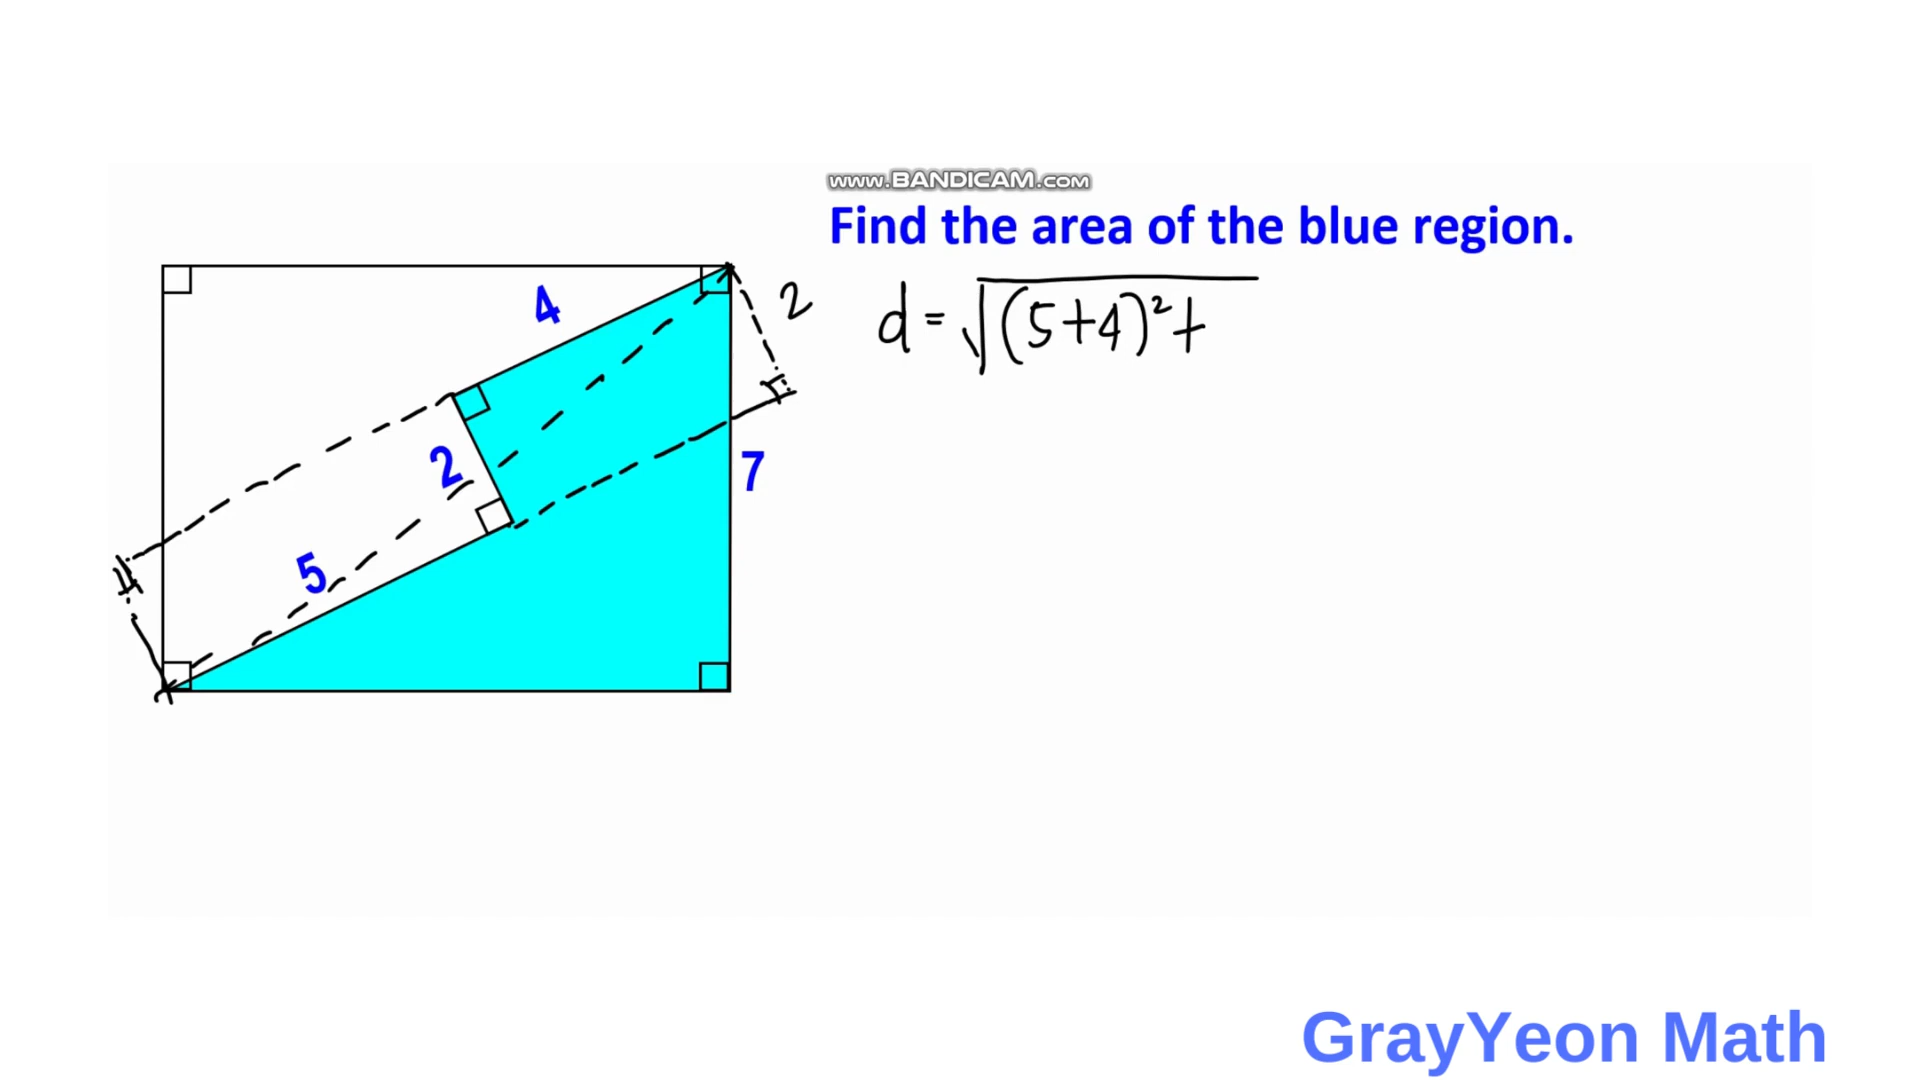 www.BANDICAM.com
Find the area of the blue region.
4
2
d = √(5+4)²+
2
7
5
GrayYeon Math